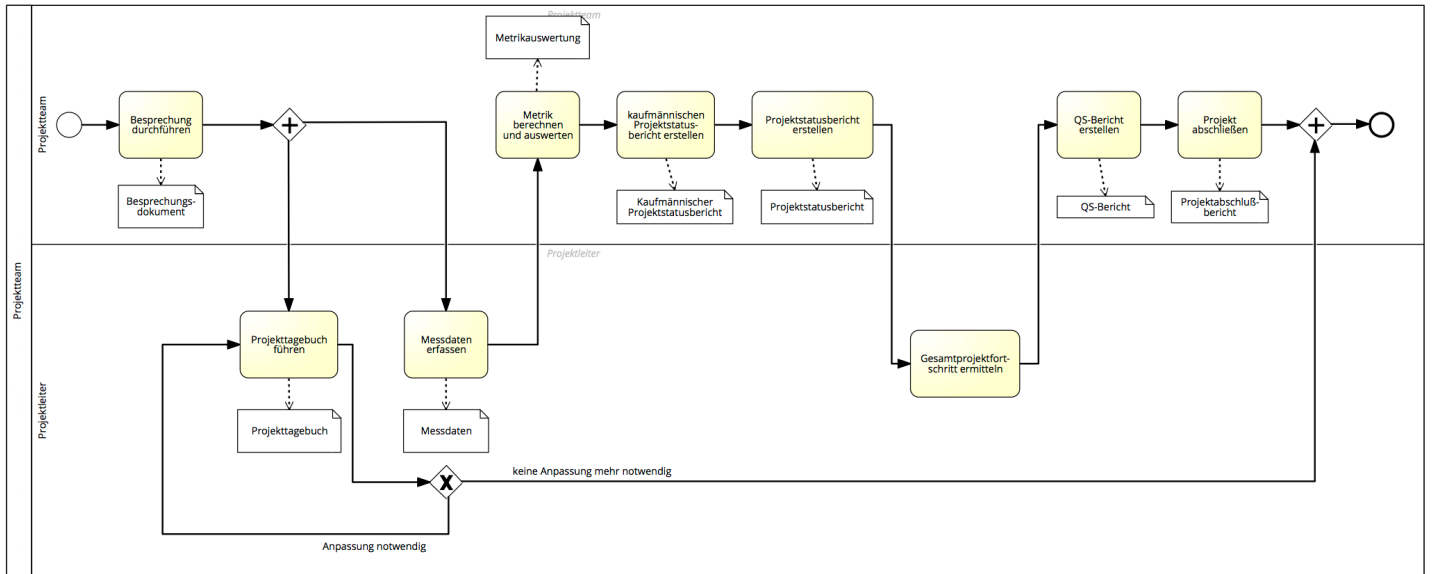 Projektteam
Projektteam
Projektteam
Metrikauswertung
Besprechung
durchführen
Metrik
berechnen
und auswerten
kaufmännischen
Projektstatus-
bericht erstellen
Projektstatusbericht
erstellen
QS-Bericht
erstellen
Projekt
abschließen
Besprechungs-
dokument
Kaufmännischer
Projektstatusbericht
Projektstatusbericht
QS-Bericht
Projektabschluß-
bericht
Projektleiter
Projektleiter
Projekttagebuch
führen
Messdaten
erfassen
Gesamtprojektfort-
schritt ermitteln
Projekttagebuch
Messdaten
keine Anpassung mehr notwendig
Anpassung notwendig